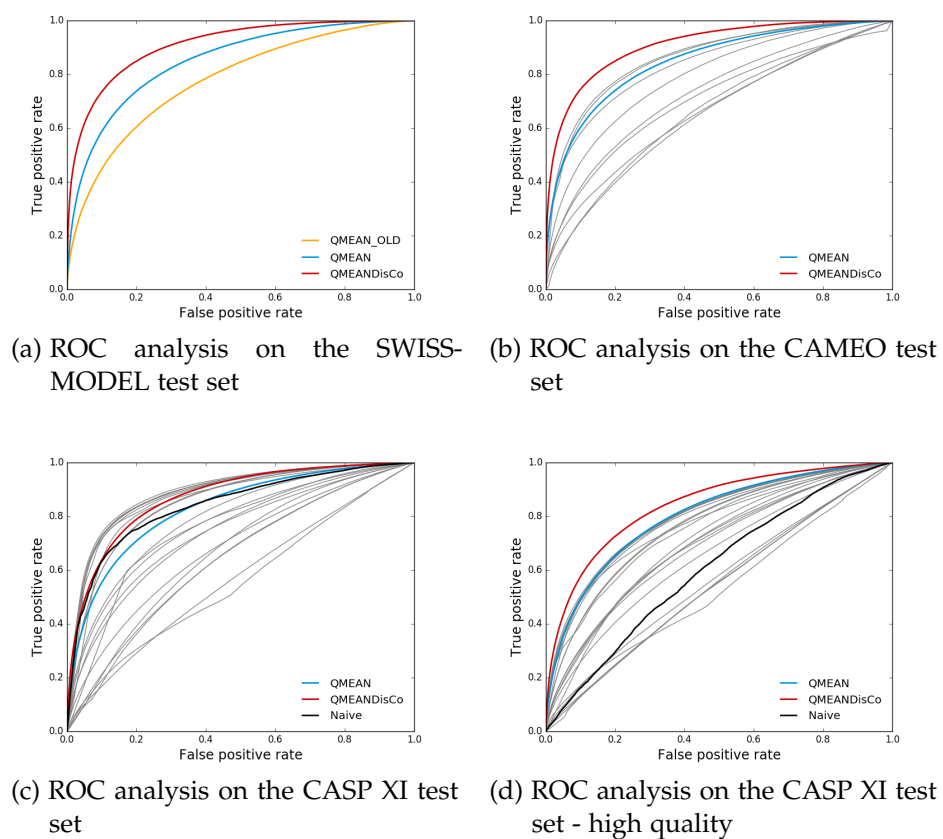 1.0
0.8
0.6
0.4
0.2
0.0
0.0 0.2 0.4 0.6 0.8 1.0
True positive rate
False positive rate
QMEAN_OLD
QMEAN
QMEANDisCo
(a) ROC analysis on the SWISS-
MODEL test set
1.0
0.8
0.6
0.4
0.2
0.0
0.0 0.2 0.4 0.6 0.8 1.0
True positive rate
False positive rate
QMEAN
QMEANDisCo
(b) ROC analysis on the CAMEO test
set
1.0
0.8
0.6
0.4
0.2
0.0
0.0 0.2 0.4 0.6 0.8 1.0
True positive rate
False positive rate
QMEAN
QMEANDisCo
Naive
(c) ROC analysis on the CASP XI test
set
1.0
0.8
0.6
0.4
0.2
0.0
0.0 0.2 0.4 0.6 0.8 1.0
True positive rate
False positive rate
QMEAN
QMEANDisCo
Naive
(d) ROC analysis on the CASP XI test
set - high quality